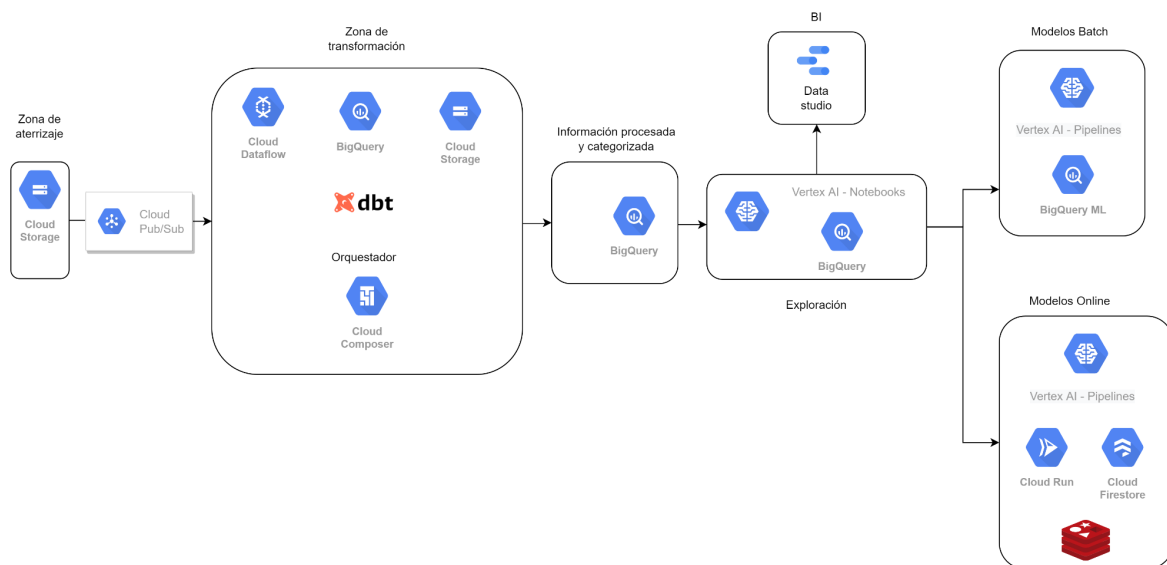 Zona de
aterrizaje
Cloud
Storage
Cloud
Pub/Sub
Zona de
transformación
Cloud
Dataflow
BigQuery
Cloud
Storage
dbt
Orquestador
Cloud
Composer
Información procesada
y categorizada
BigQuery
BI
Data
studio
Vertex AI - Notebooks
BigQuery
Exploración
Modelos Batch
Vertex AI - Pipelines
BigQuery ML
Modelos Online
Vertex AI - Pipelines
Cloud Run
Cloud
Firestore